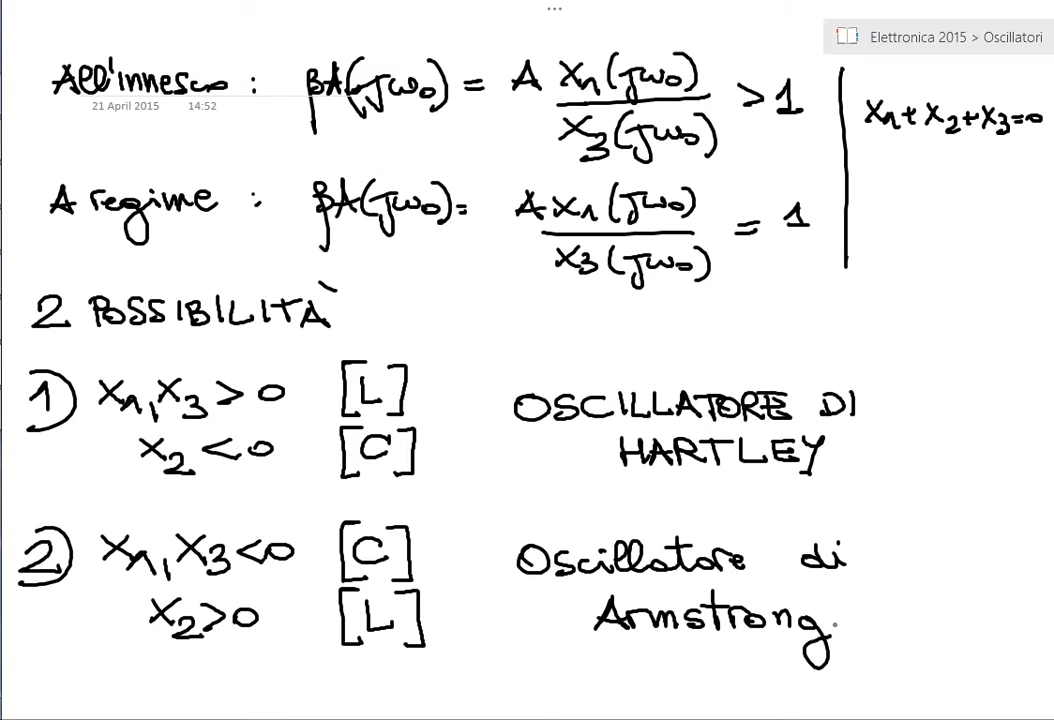 Elettronica 2015 > Oscillatori
All'innesco : βA(jω0) = A X1(jω0) / X3(jω0) > 1
X1+X2+X3=0
21 April 2015 14:52
A regime : βA(jω0) = A X1(jω0) / X3(jω0) = 1
2 POSSIBILITÀ
1) X1, X3 > 0 [L] OSCILLATORE DI
X2 < 0 [C] HARTLEY
2) X1, X3 < 0 [C] Oscillatore di
X2 > 0 [L] Armstrong